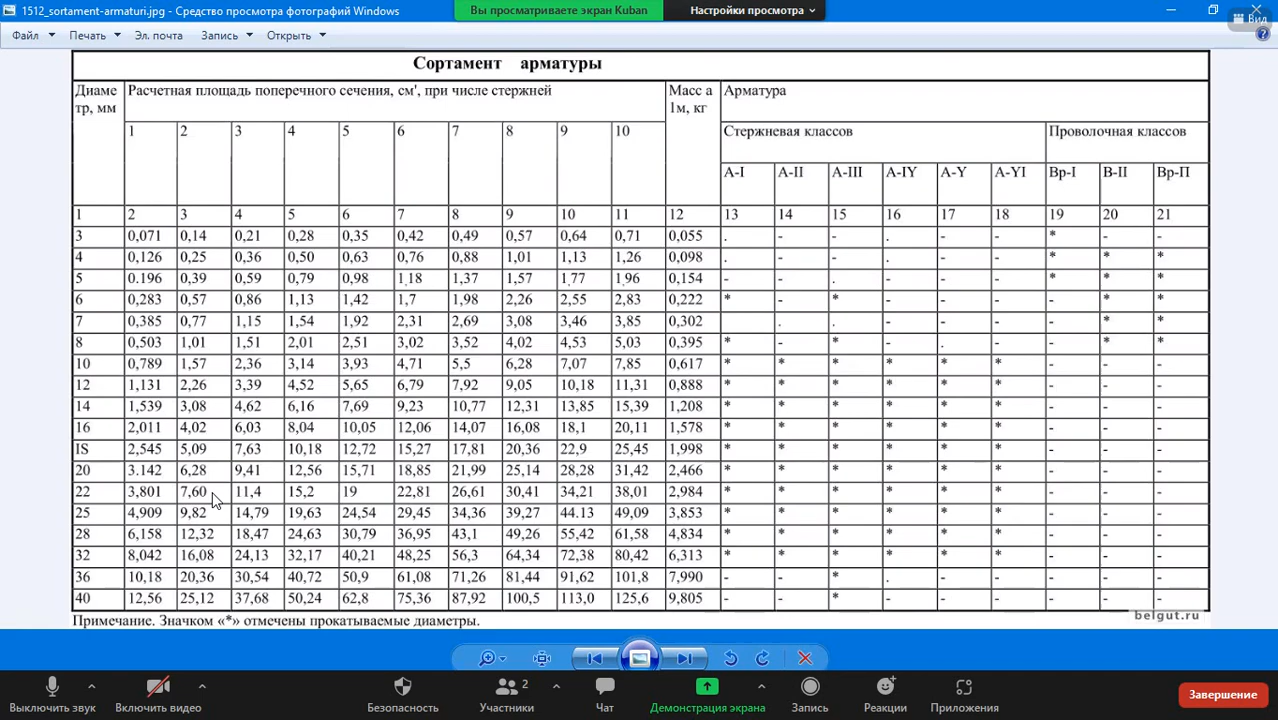 1512_sortament-armaturi.jpg - Средство просмотра фотографий Windows
Вы просматриваете экран Kuban
Настройки просмотра
Вид
Файл Печать Эл. почта Запись Открыть
Сортамент арматуры
Диаме тр, мм Расчетная площадь поперечного сечения, см', при числе стержней Масс а 1м, кг Арматура
1 2 3 4 5 6 7 8 9 10 Стержневая классов Проволочная классов
А-I А-II А-III А-IY А-Y А-YI Вр-I В-II Вр-П
1 2 3 4 5 6 7 8 9 10 11 12 13 14 15 16 17 18 19 20 21
3 0,071 0,14 0,21 0,28 0,35 0,42 0,49 0,57 0,64 0,71 0,055 . - - . - - * - -
4 0,126 0,25 0,36 0,50 0,63 0,76 0,88 1,01 1,13 1,26 0,098 . - - . - - * * *
5 0.196 0,39 0,59 0,79 0,98 1,18 1,37 1,57 1,77 1,96 0,154 - - . - - - * * *
6 0,283 0,57 0,86 1,13 1,42 1,7 1,98 2,26 2,55 2,83 0,222 * - * - - - - * *
7 0,385 0,77 1,15 1,54 1,92 2,31 2,69 3,08 3,46 3,85 0,302 . . - - - - * *
8 0,503 1,01 1,51 2,01 2,51 3,02 3,52 4,02 4,53 5,03 0,395 * - * - . - - * *
10 0,789 1,57 2,36 3,14 3,93 4,71 5,5 6,28 7,07 7,85 0,617 * * * * * * - - -
12 1,131 2,26 3,39 4,52 5,65 6,79 7,92 9,05 10,18 11,31 0,888 * * * * * * - - -
14 1,539 3,08 4,62 6,16 7,69 9,23 10,77 12,31 13,85 15,39 1,208 * * * * * * - - -
16 2,011 4,02 6,03 8,04 10,05 12,06 14,07 16,08 18,1 20,11 1,578 * * * * * * - - -
IS 2,545 5,09 7,63 10,18 12,72 15,27 17,81 20,36 22,9 25,45 1,998 * * * * * * - - -
20 3.142 6,28 9,41 12,56 15,71 18,85 21,99 25,14 28,28 31,42 2,466 * * * * * * - - -
22 3,801 7,60 11,4 15,2 19 22,81 26,61 30,41 34,21 38,01 2,984 * * * * * * - - -
25 4,909 9,82 14,79 19,63 24,54 29,45 34,36 39,27 44.13 49,09 3,853 * * * * * * - - -
28 6,158 12,32 18,47 24,63 30,79 36,95 43,1 49,26 55,42 61,58 4,834 * * * * * * - - -
32 8,042 16,08 24,13 32,17 40,21 48,25 56,3 64,34 72,38 80,42 6,313 * * * * * * - - -
36 10,18 20,36 30,54 40,72 50,9 61,08 71,26 81,44 91,62 101,8 7,990 - - * . - - - - -
40 12,56 25,12 37,68 50,24 62,8 75,36 87,92 100,5 113,0 125,6 9,805 - - * - - - - - -
belgut.ru
Примечание. Значком «*» отмечены прокатываемые диаметры.
2
Выключить звук Включить видео Безопасность Участники Чат Демонстрация экрана Запись Реакции Приложения Завершение